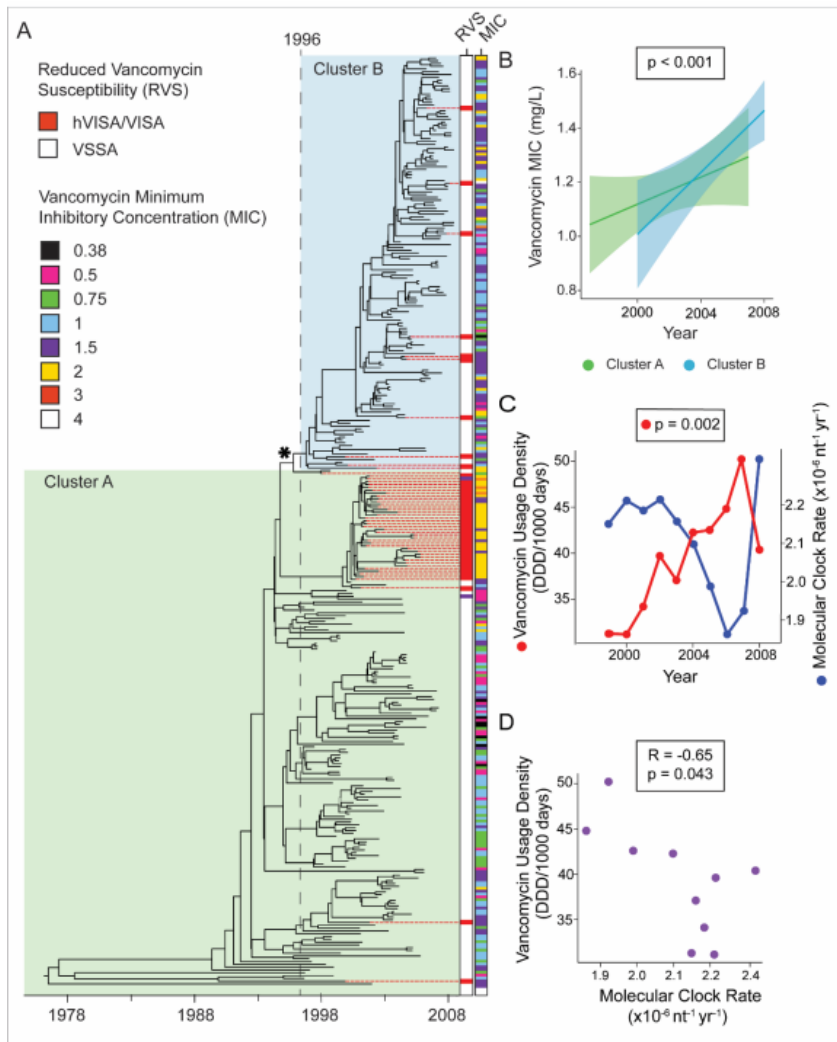 A
1996
RVS
MIC
Reduced Vancomycin
Susceptibility (RVS)
hVISA/VISA
VSSA
Vancomycin Minimum
Inhibitory Concentration (MIC)
0.38
0.5
0.75
1
1.5
2
3
4
Cluster B
*
Cluster A
1978
1988
1998
2008
B
p < 0.001
Vancomycin MIC (mg/L)
1.6
1.4
1.2
1.0
0.8
2000
2004
2008
Year
Cluster A
Cluster B
C
p = 0.002
Vancomycin Usage Density
(DDD/1000 days)
50
45
40
35
2.2
2.1
2.0
1.9
Molecular Clock Rate (x10⁻⁶ nt⁻¹ yr⁻¹)
2000
2004
2008
Year
D
R = -0.65
p = 0.043
Vancomycin Usage Density
(DDD/1000 days)
50
45
40
35
1.9
2.0
2.1
2.2
2.4
Molecular Clock Rate
(x10⁻⁶ nt⁻¹ yr⁻¹)